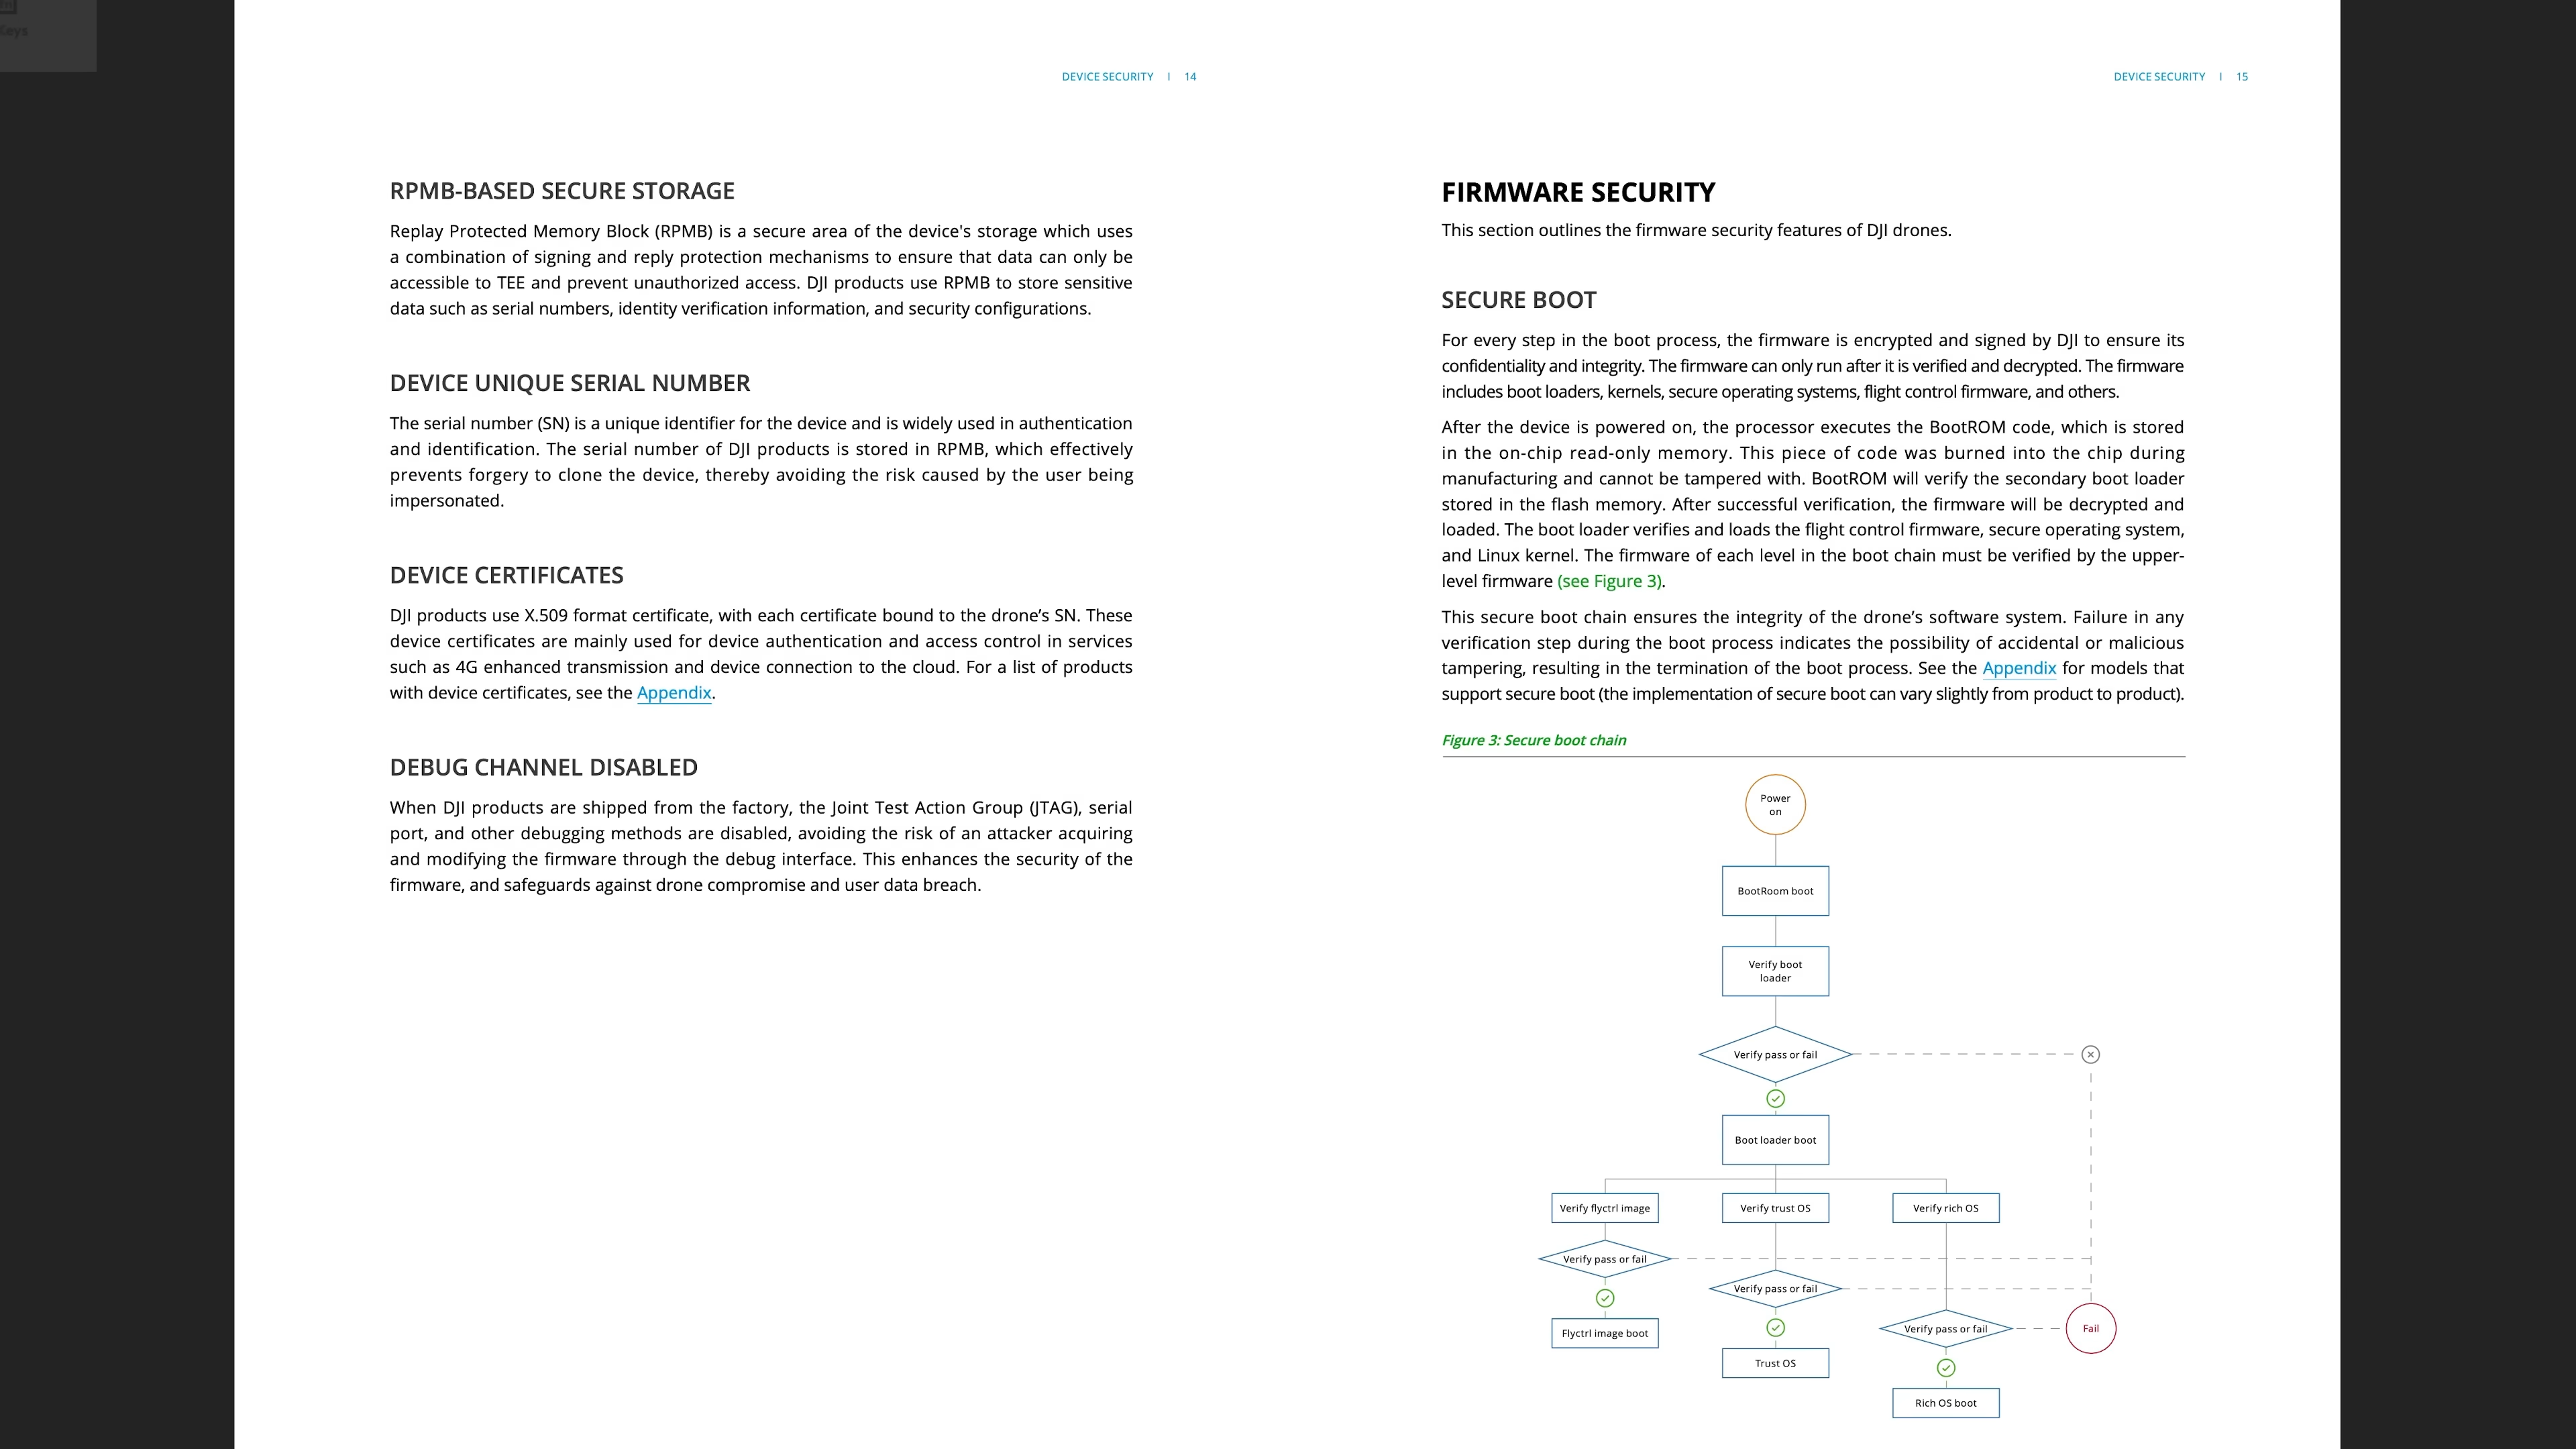 Keys
DEVICE SECURITY | 14
RPMB-BASED SECURE STORAGE
Replay Protected Memory Block (RPMB) is a secure area of the device's storage which uses
a combination of signing and reply protection mechanisms to ensure that data can only be
accessible to TEE and prevent unauthorized access. DJI products use RPMB to store sensitive
data such as serial numbers, identity verification information, and security configurations.
DEVICE UNIQUE SERIAL NUMBER
The serial number (SN) is a unique identifier for the device and is widely used in authentication
and identification. The serial number of DJI products is stored in RPMB, which effectively
prevents forgery to clone the device, thereby avoiding the risk caused by the user being
impersonated.
DEVICE CERTIFICATES
DJI products use X.509 format certificate, with each certificate bound to the drone’s SN. These
device certificates are mainly used for device authentication and access control in services
such as 4G enhanced transmission and device connection to the cloud. For a list of products
with device certificates, see the Appendix.
DEBUG CHANNEL DISABLED
When DJI products are shipped from the factory, the Joint Test Action Group (JTAG), serial
port, and other debugging methods are disabled, avoiding the risk of an attacker acquiring
and modifying the firmware through the debug interface. This enhances the security of the
firmware, and safeguards against drone compromise and user data breach.
DEVICE SECURITY | 15
FIRMWARE SECURITY
This section outlines the firmware security features of DJI drones.
SECURE BOOT
For every step in the boot process, the firmware is encrypted and signed by DJI to ensure its
confidentiality and integrity. The firmware can only run after it is verified and decrypted. The firmware
includes boot loaders, kernels, secure operating systems, flight control firmware, and others.
After the device is powered on, the processor executes the BootROM code, which is stored
in the on-chip read-only memory. This piece of code was burned into the chip during
manufacturing and cannot be tampered with. BootROM will verify the secondary boot loader
stored in the flash memory. After successful verification, the firmware will be decrypted and
loaded. The boot loader verifies and loads the flight control firmware, secure operating system,
and Linux kernel. The firmware of each level in the boot chain must be verified by the upper-
level firmware (see Figure 3).
This secure boot chain ensures the integrity of the drone’s software system. Failure in any
verification step during the boot process indicates the possibility of accidental or malicious
tampering, resulting in the termination of the boot process. See the Appendix for models that
support secure boot (the implementation of secure boot can vary slightly from product to product).
Figure 3: Secure boot chain
Power
on
BootRoom boot
Verify boot
loader
Verify pass or fail
Boot loader boot
Verify flyctrl image
Verify trust OS
Verify rich OS
Verify pass or fail
Verify pass or fail
Verify pass or fail
Fail
Flyctrl image boot
Trust OS
Rich OS boot